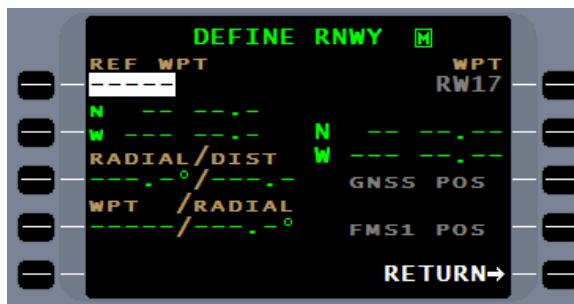 DEFINE RNWY M
REF WPT WPT
----- RW17
N -- --.-
W --- --.- N -- --.-
RADIAL/DIST W --- --.-
---.-°/---.- GNSS POS
WPT /RADIAL
-----/---.-° FMS1 POS
RETURN→